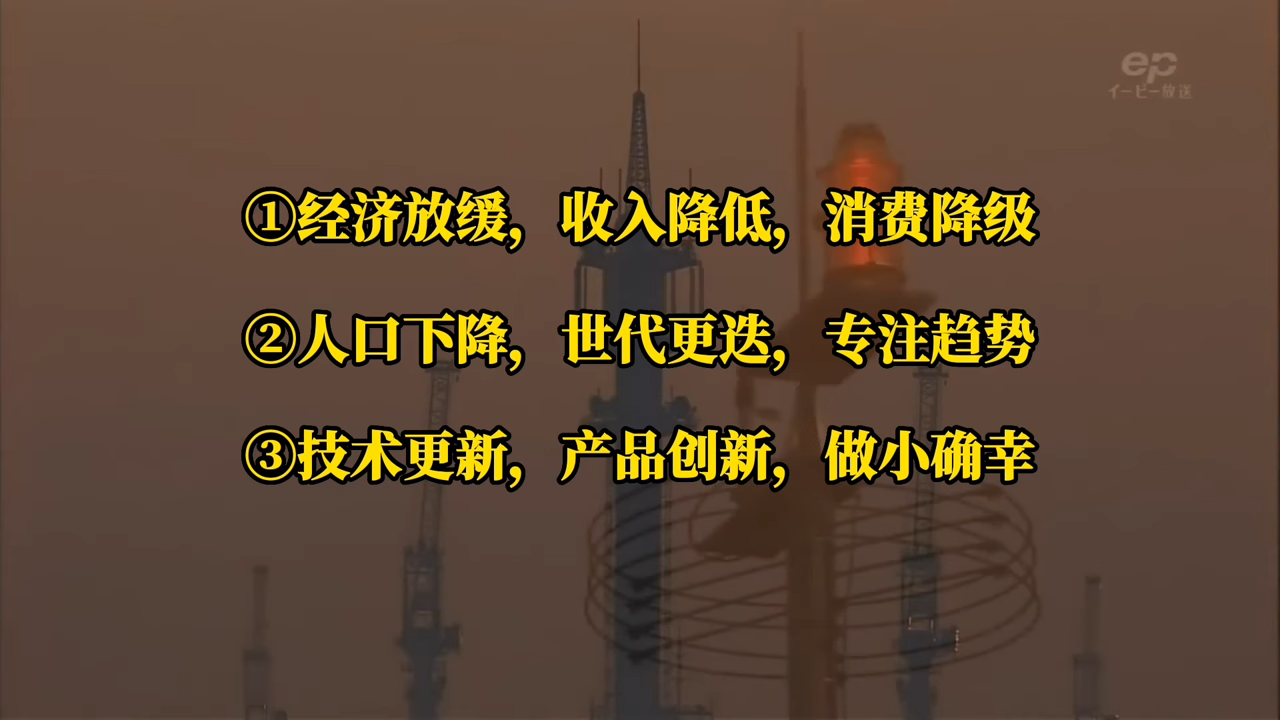 ep
イーピー放送
①经济放缓，收入降低，消费降级
②人口下降，世代更迭，专注趋势
③技术更新，产品创新，做小确幸